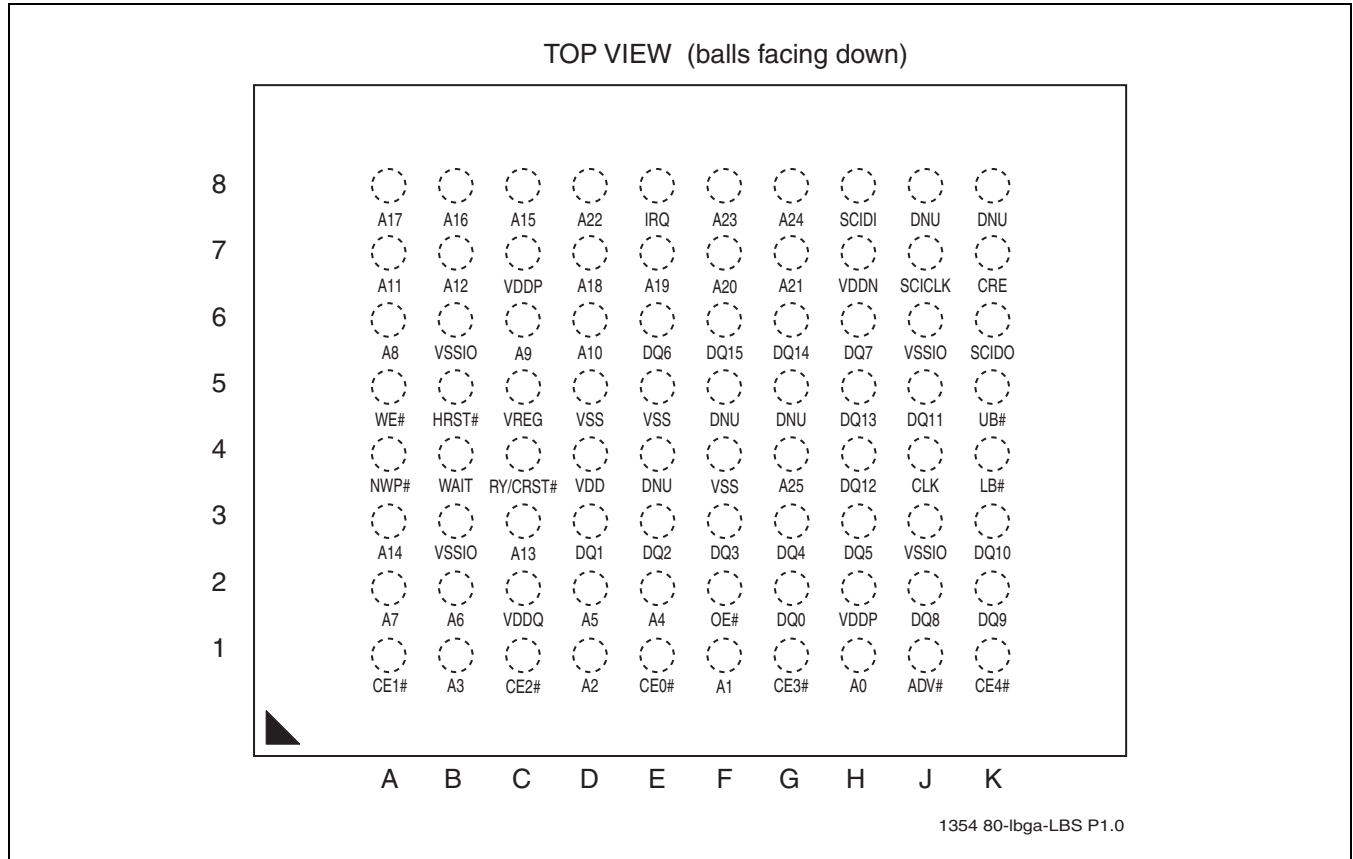 TOP VIEW (balls facing down)
8
A17 A16 A15 A22 IRQ A23 A24 SCIDI DNU DNU
7
A11 A12 VDDP A18 A19 A20 A21 VDDN SCICLK CRE
6
A8 VSSIO A9 A10 DQ6 DQ15 DQ14 DQ7 VSSIO SCIDO
5
WE# HRST# VREG VSS VSS DNU DNU DQ13 DQ11 UB#
4
NWP# WAIT RY/CRST# VDD DNU VSS A25 DQ12 CLK LB#
3
A14 VSSIO A13 DQ1 DQ2 DQ3 DQ4 DQ5 VSSIO DQ10
2
A7 A6 VDDQ A5 A4 OE# DQ0 VDDP DQ8 DQ9
1
CE1# A3 CE2# A2 CE0# A1 CE3# A0 ADV# CE4#
A B C D E F G H J K
1354 80-lbga-LBS P1.0